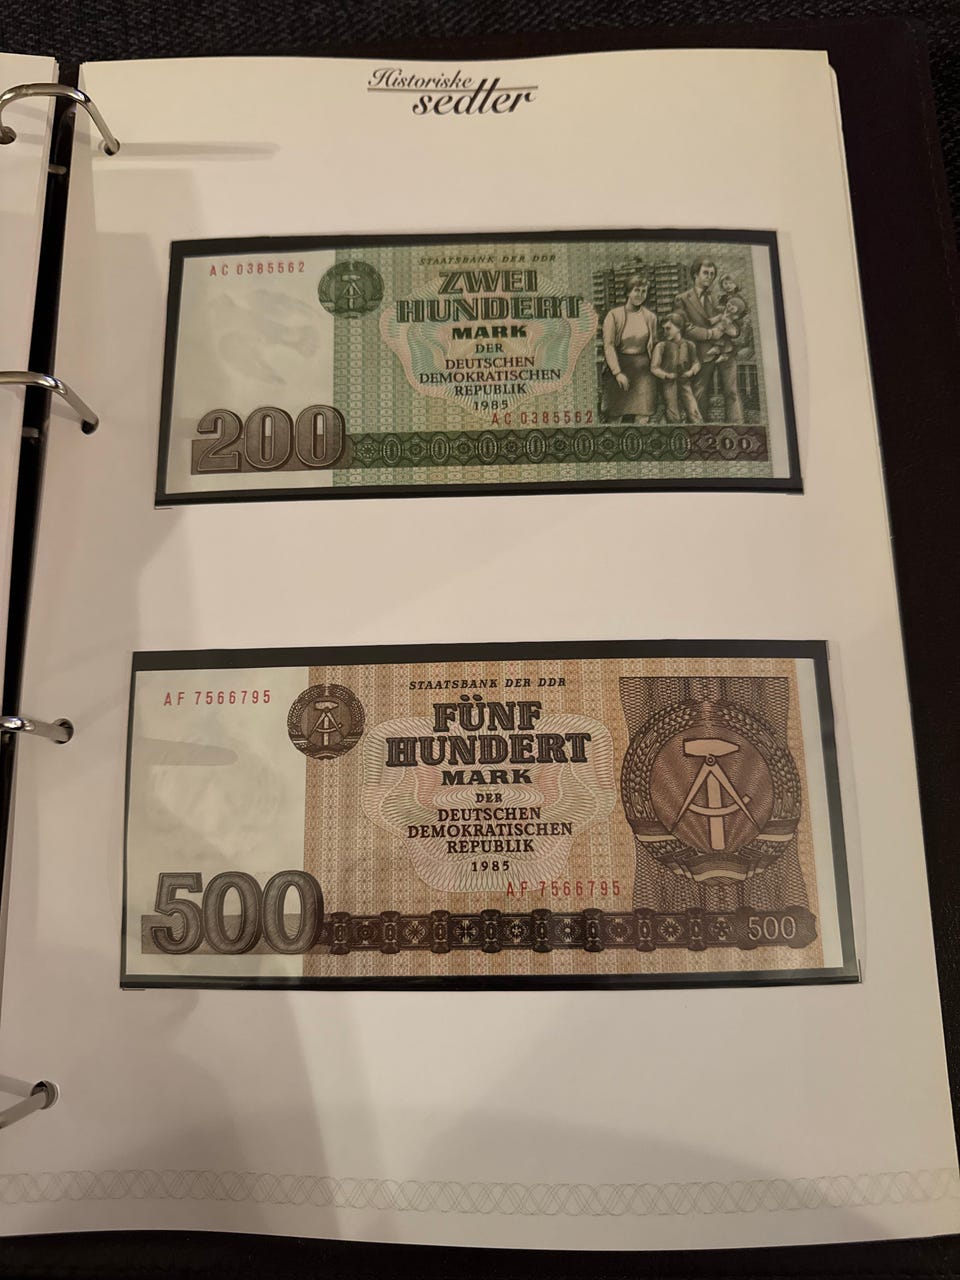 Historiske
sedler
AC 0385562
STAATSBANK DER DDR
ZWEI
HUNDERT
MARK
DER
DEUTSCHEN
DEMOKRATISCHEN
REPUBLIK
1985
AC 0385562
200
200
AF 7566795
STAATSBANK DER DDR
FÜNF
HUNDERT
MARK
DER
DEUTSCHEN
DEMOKRATISCHEN
REPUBLIK
1985
AF 7566795
500
500